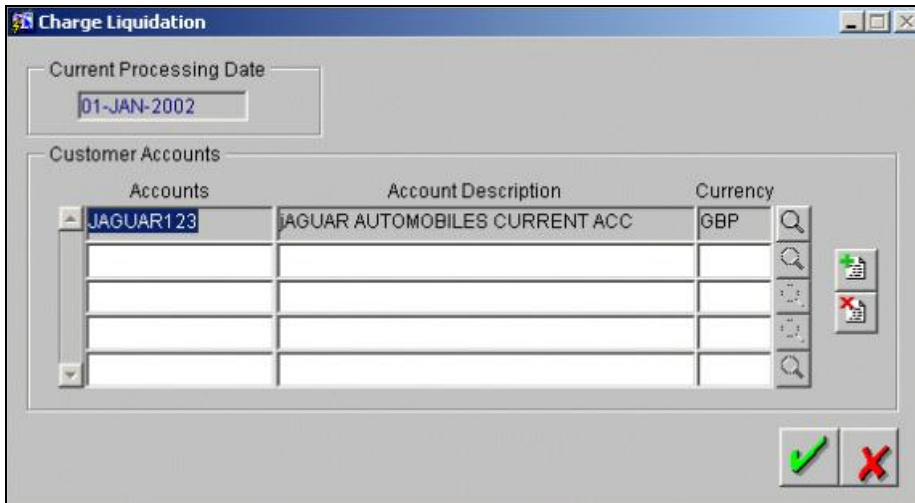 Charge Liquidation
Current Processing Date
01-JAN-2002
Customer Accounts
Accounts Account Description Currency
JAGUAR123 jAGUAR AUTOMOBILES CURRENT ACC GBP